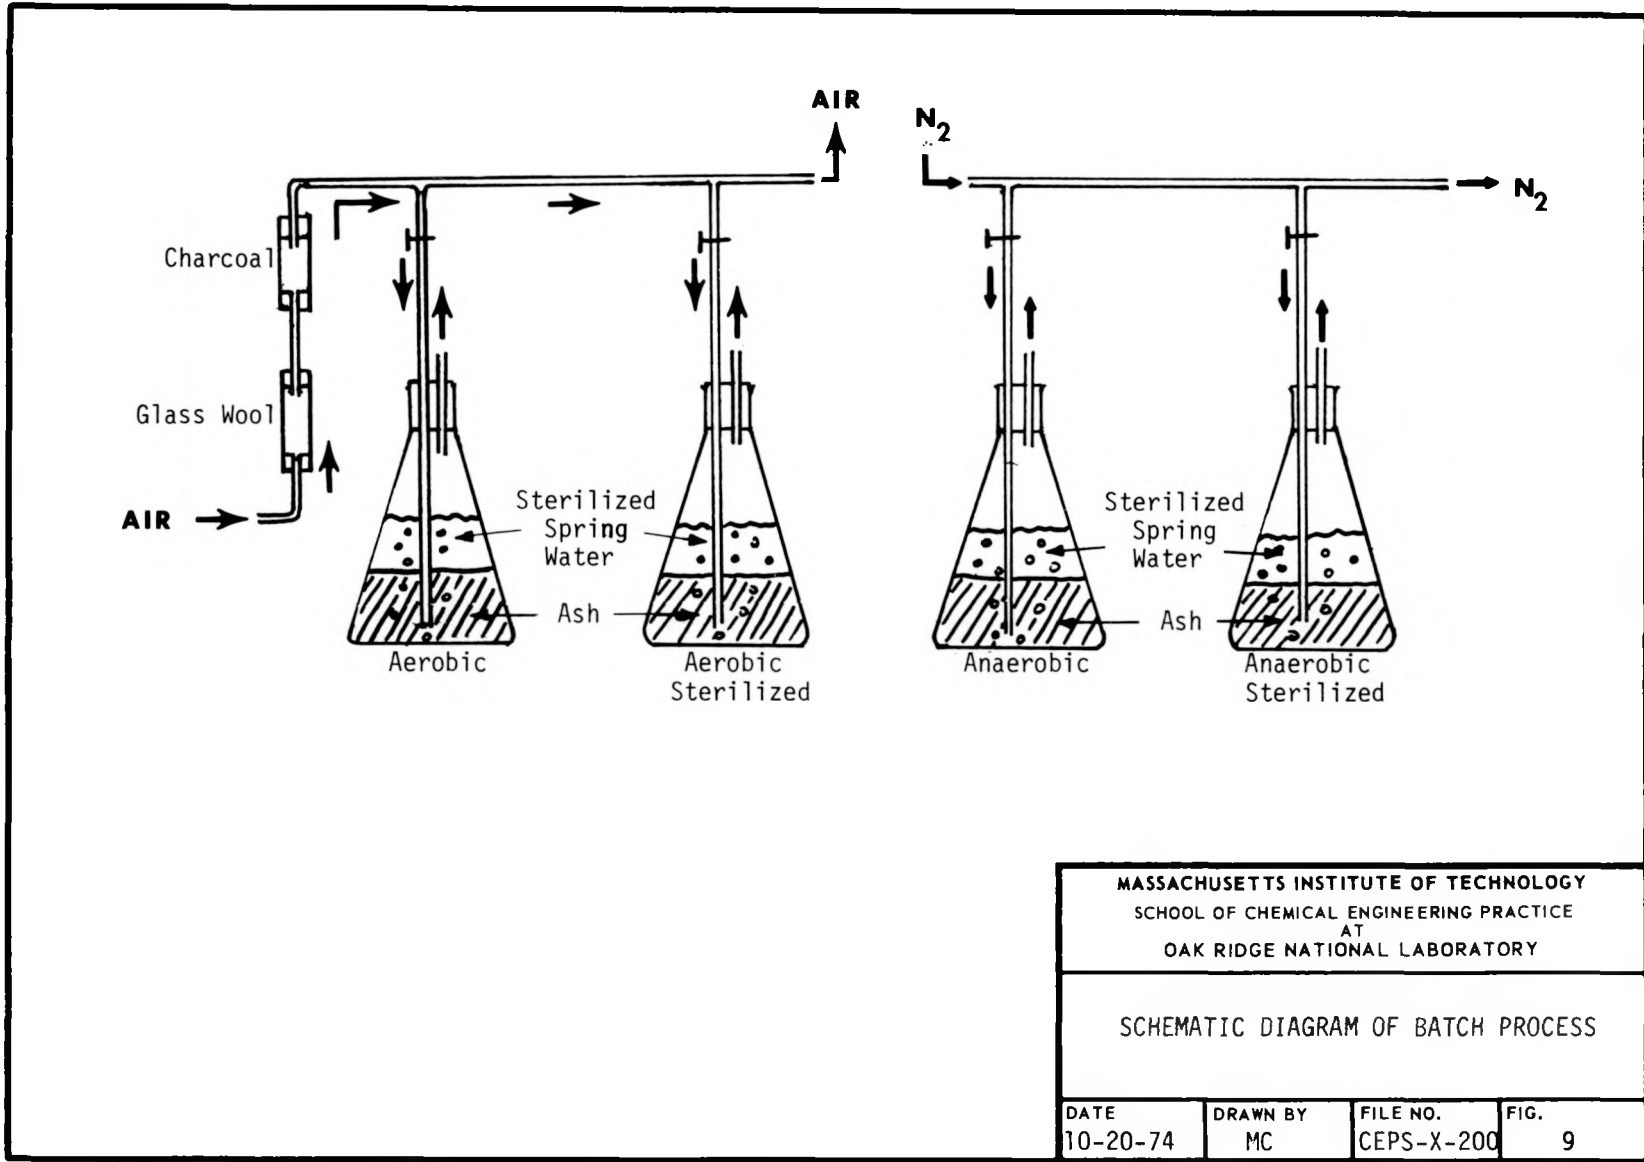 AIR
N2
N2
Charcoal
Glass Wool
AIR
Sterilized
Spring
Water
Sterilized
Spring
Water
Ash
Ash
Aerobic
Aerobic
Sterilized
Anaerobic
Anaerobic
Sterilized
MASSACHUSETTS INSTITUTE OF TECHNOLOGY
SCHOOL OF CHEMICAL ENGINEERING PRACTICE
AT
OAK RIDGE NATIONAL LABORATORY
SCHEMATIC DIAGRAM OF BATCH PROCESS
DATE
10-20-74
DRAWN BY
MC
FILE NO.
CEPS-X-200
FIG.
9